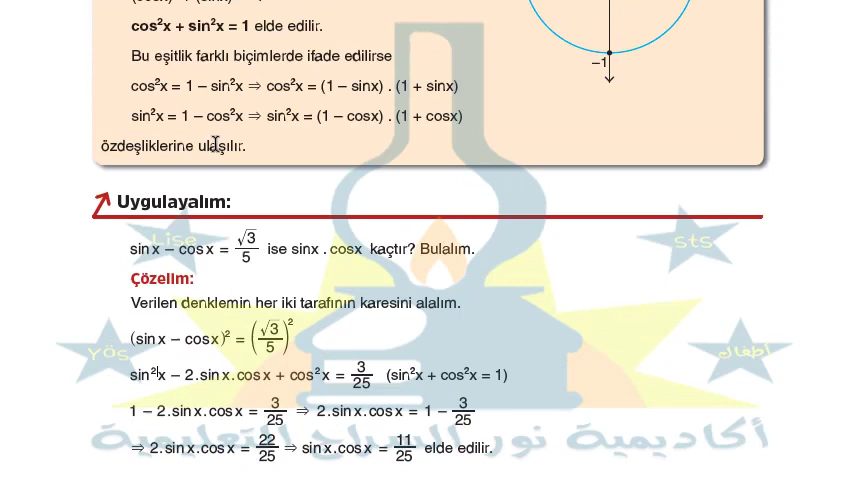 cos²x + sin²x = 1 elde edilir.
Bu eşitlik farklı biçimlerde ifade edilirse
cos²x = 1 – sin²x ⇒ cos²x = (1 – sinx) . (1 + sinx)
sin²x = 1 – cos²x ⇒ sin²x = (1 – cosx) . (1 + cosx)
özdeşliklerine ulaşılır.
–1
Uygulayalım:
sin x – cos x = √3/5 ise sinx . cosx kaçtır? Bulalım.
Çözelim:
Verilen denklemin her iki tarafının karesini alalım.
(sin x – cos x)² = (√3/5)²
sin²x – 2.sin x.cos x + cos²x = 3/25 (sin²x + cos²x = 1)
1 – 2.sin x.cos x = 3/25 ⇒ 2.sin x.cos x = 1 – 3/25
⇒ 2.sin x.cos x = 22/25 ⇒ sin x.cos x = 11/25 elde edilir.
Lise
sts
Yös
أطفال
أكاديمية نور السراج التعليمية